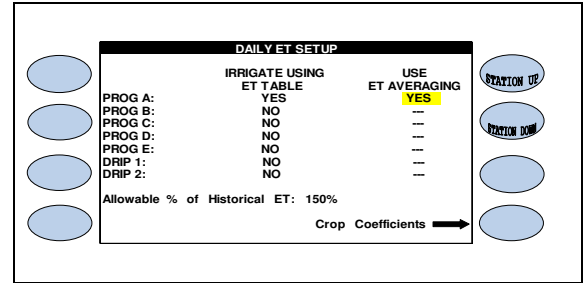 DAILY ET SETUP
IRRIGATE USING USE
ET TABLE ET AVERAGING
PROG A: YES YES
PROG B: NO ---
PROG C: NO ---
PROG D: NO ---
PROG E: NO ---
DRIP 1: NO ---
DRIP 2: NO ---
Allowable % of Historical ET: 150%
Crop Coefficients
STATION UP
STATION DOWN